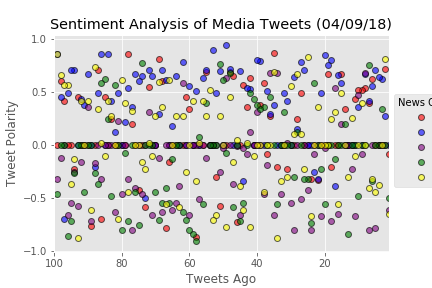 Sentiment Analysis of Media Tweets (04/09/18)
1.0
0.5
0.0
−0.5
−1.0
Tweet Polarity
100 80 60 40 20
Tweets Ago
News